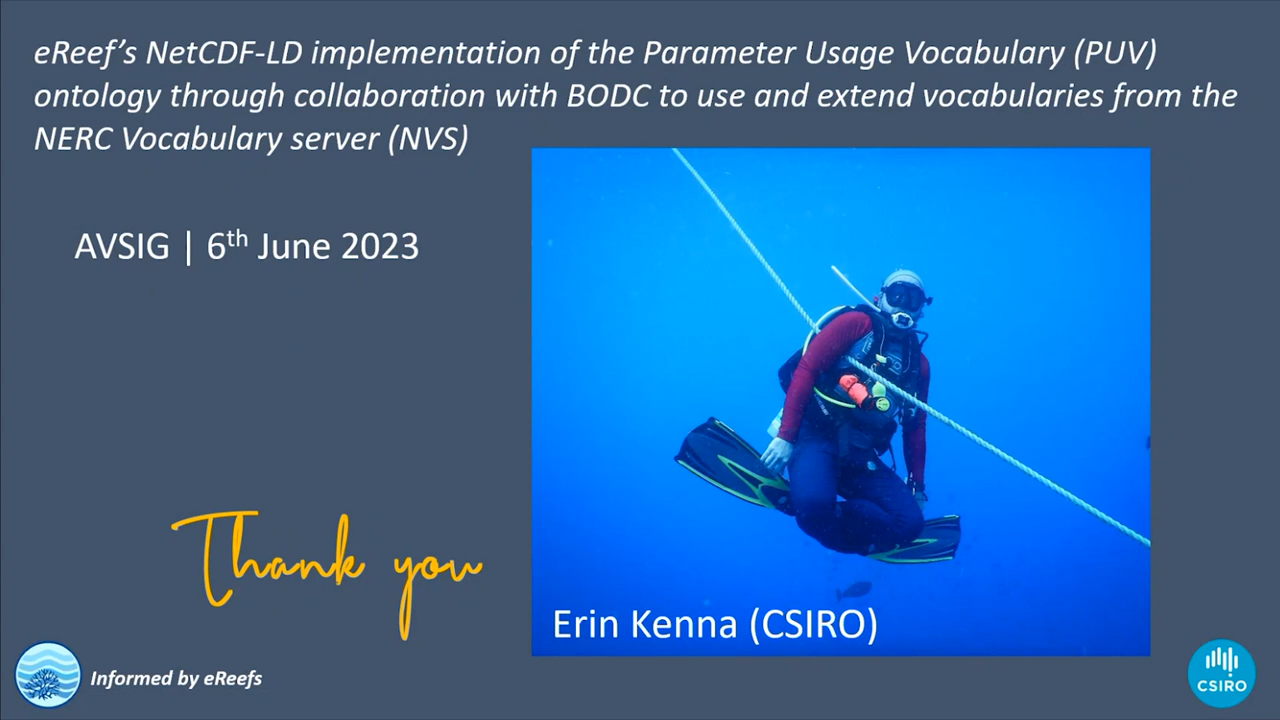 eReef’s NetCDF-LD implementation of the Parameter Usage Vocabulary (PUV)
ontology through collaboration with BODC to use and extend vocabularies from the
NERC Vocabulary server (NVS)
AVSIG | 6th June 2023
Thank you
Erin Kenna (CSIRO)
Informed by eReefs
CSIRO